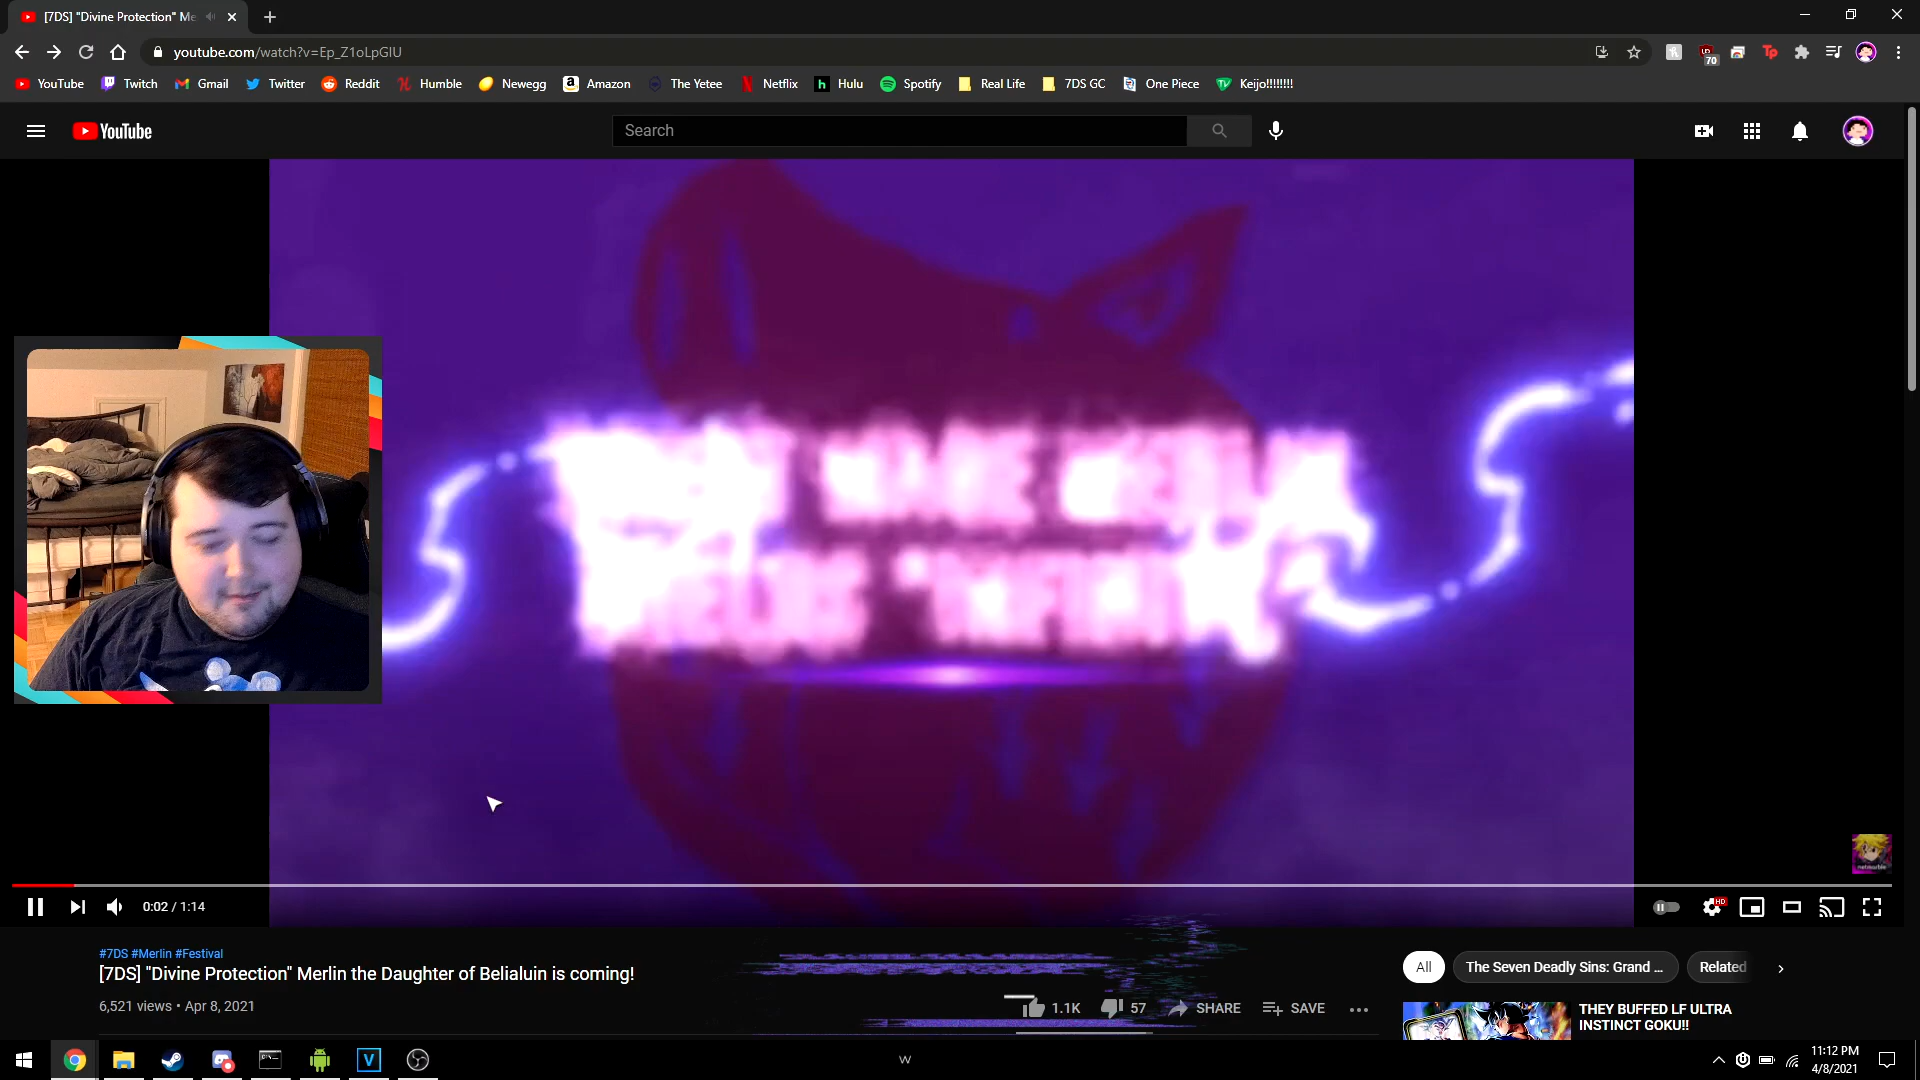 [7DS] "Divine Protection" Me
youtube.com/watch?v=Ep_Z1oLpGlU
70
YouTube Twitch Gmail Twitter Reddit Humble Newegg Amazon The Yetee Netflix Hulu Spotify Real Life 7DS GC One Piece Keijo!!!!!!!!
YouTube
Search
0:02 / 1:14
HD
#7DS #Merlin #Festival
[7DS] "Divine Protection" Merlin the Daughter of Belialuin is coming!
6,521 views • Apr 8, 2021
1.1K 57 SHARE SAVE
All The Seven Deadly Sins: Grand ... Related
THEY BUFFED LF ULTRA
INSTINCT GOKU!!
11:12 PM
4/8/2021